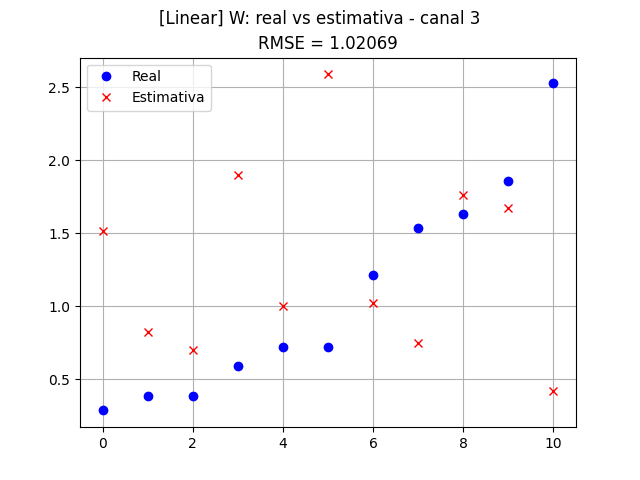 [Linear] W: real vs estimativa - canal 3
RMSE = 1.02069
Real
Estimativa
2.5
2.0
1.5
1.0
0.5
0 2 4 6 8 10